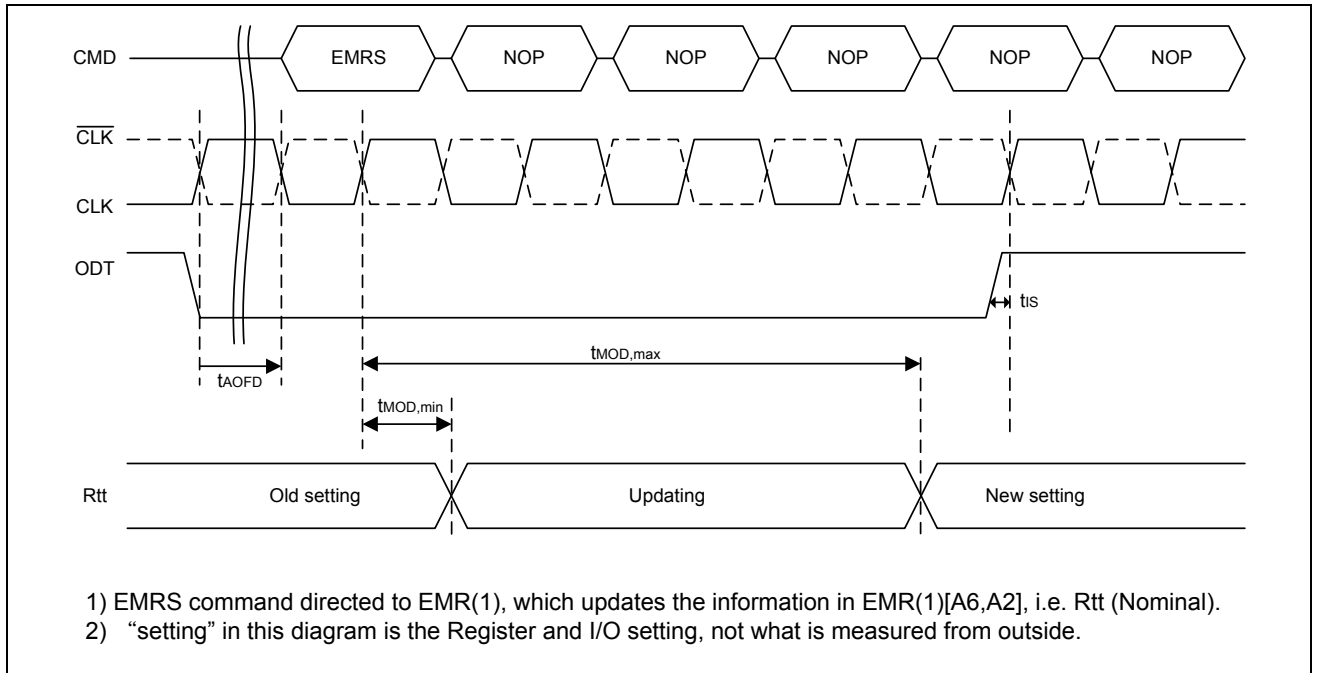 CMD EMRS NOP NOP NOP NOP NOP
CLK
CLK
ODT
tIS
tMOD,max
tAOFD
tMOD,min
Rtt Old setting Updating New setting
1) EMRS command directed to EMR(1), which updates the information in EMR(1)[A6,A2], i.e. Rtt (Nominal).
2) “setting” in this diagram is the Register and I/O setting, not what is measured from outside.